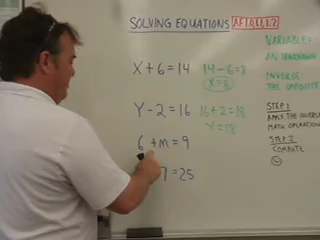 SOLVING EQUATIONS AF1.0, 1.1, 1.2
VARIABLE:
AN UNKNOWN
INVERSE
THE OPPOSITE
X + 6 = 14
14 - 6 = 8
X = 8
Y - 2 = 16
16 + 2 = 18
Y = 18
6 + m = 9
7 = 25
STEP 1
APPLY THE INVERSE
MATH OPERATION
STEP 2
COMPUTE